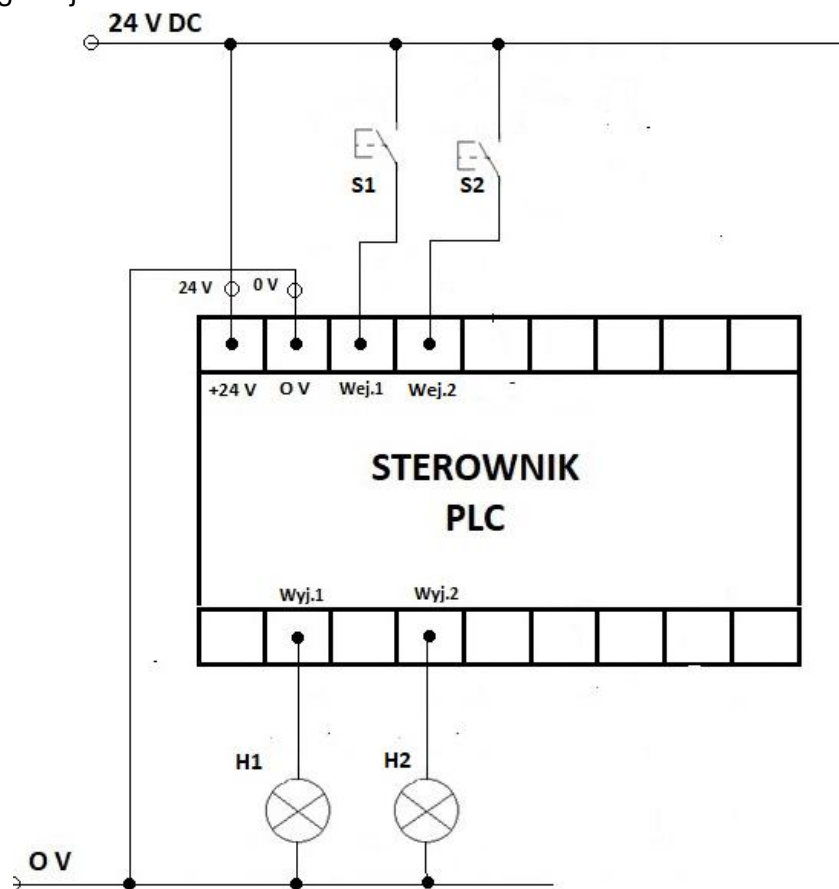 24 V DC
S1
S2
24 V
0 V
+24 V
O V
Wej.1
Wej.2
STEROWNIK
PLC
Wyj.1
Wyj.2
H1
H2
O V